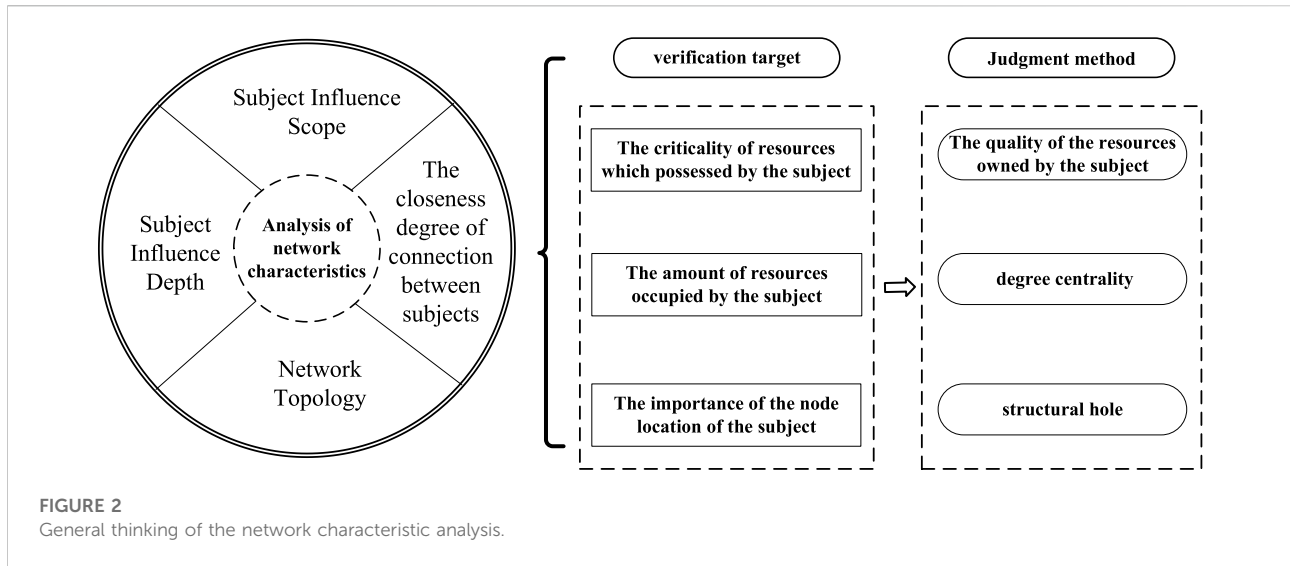 Subject Influence
Scope
Subject
Influence
Depth
Analysis of
network
characteristics
The
closeness
degree of
connection
between
subjects
Network
Topology
verification target
The criticality of resources
which possessed by the subject
The amount of resources
occupied by the subject
The importance of the node
location of the subject
Judgment method
The quality of the resources
owned by the subject
degree centrality
structural hole
FIGURE 2
General thinking of the network characteristic analysis.